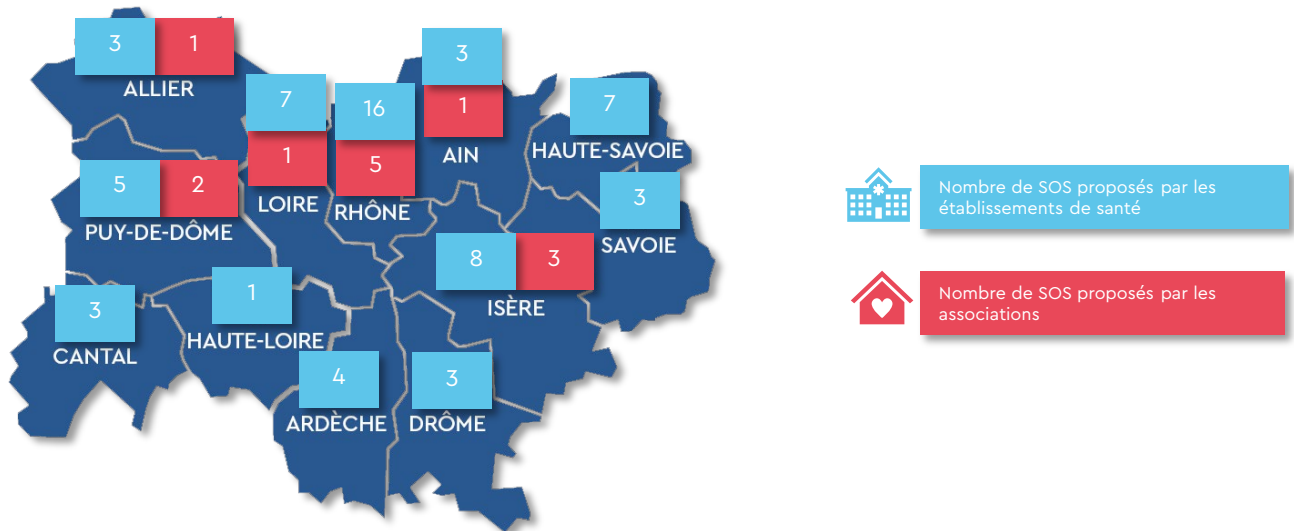 3 1
ALLIER
3
1
AIN
7
1
LOIRE
16
5
RHÔNE
7
HAUTE-SAVOIE
5 2
PUY-DE-DÔME
3
SAVOIE
8 3
ISÈRE
3
CANTAL
1
HAUTE-LOIRE
4
ARDÈCHE
3
DRÔME
Nombre de SOS proposés par les
établissements de santé
Nombre de SOS proposés par les
associations